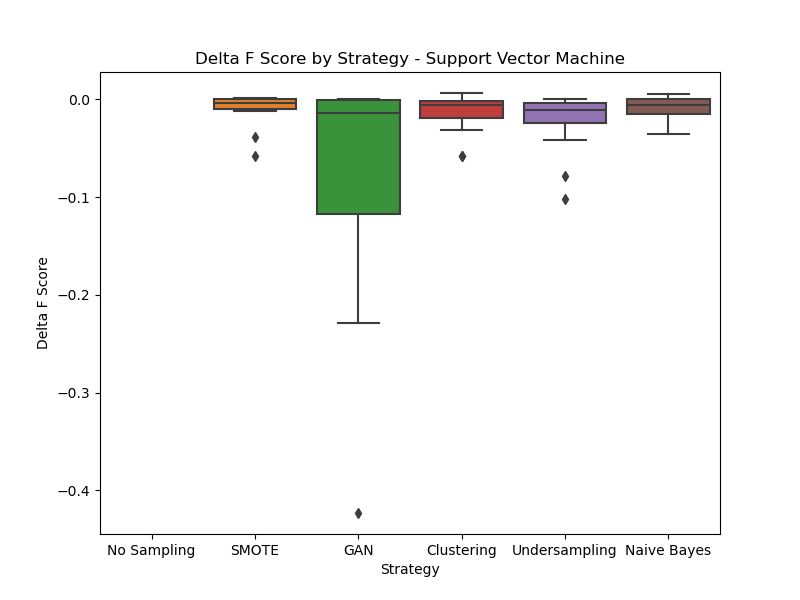 Delta F Score by Strategy - Support Vector Machine
0.0
−0.1
−0.2
−0.3
−0.4
Delta F Score
No Sampling SMOTE GAN Clustering Undersampling Naive Bayes
Strategy